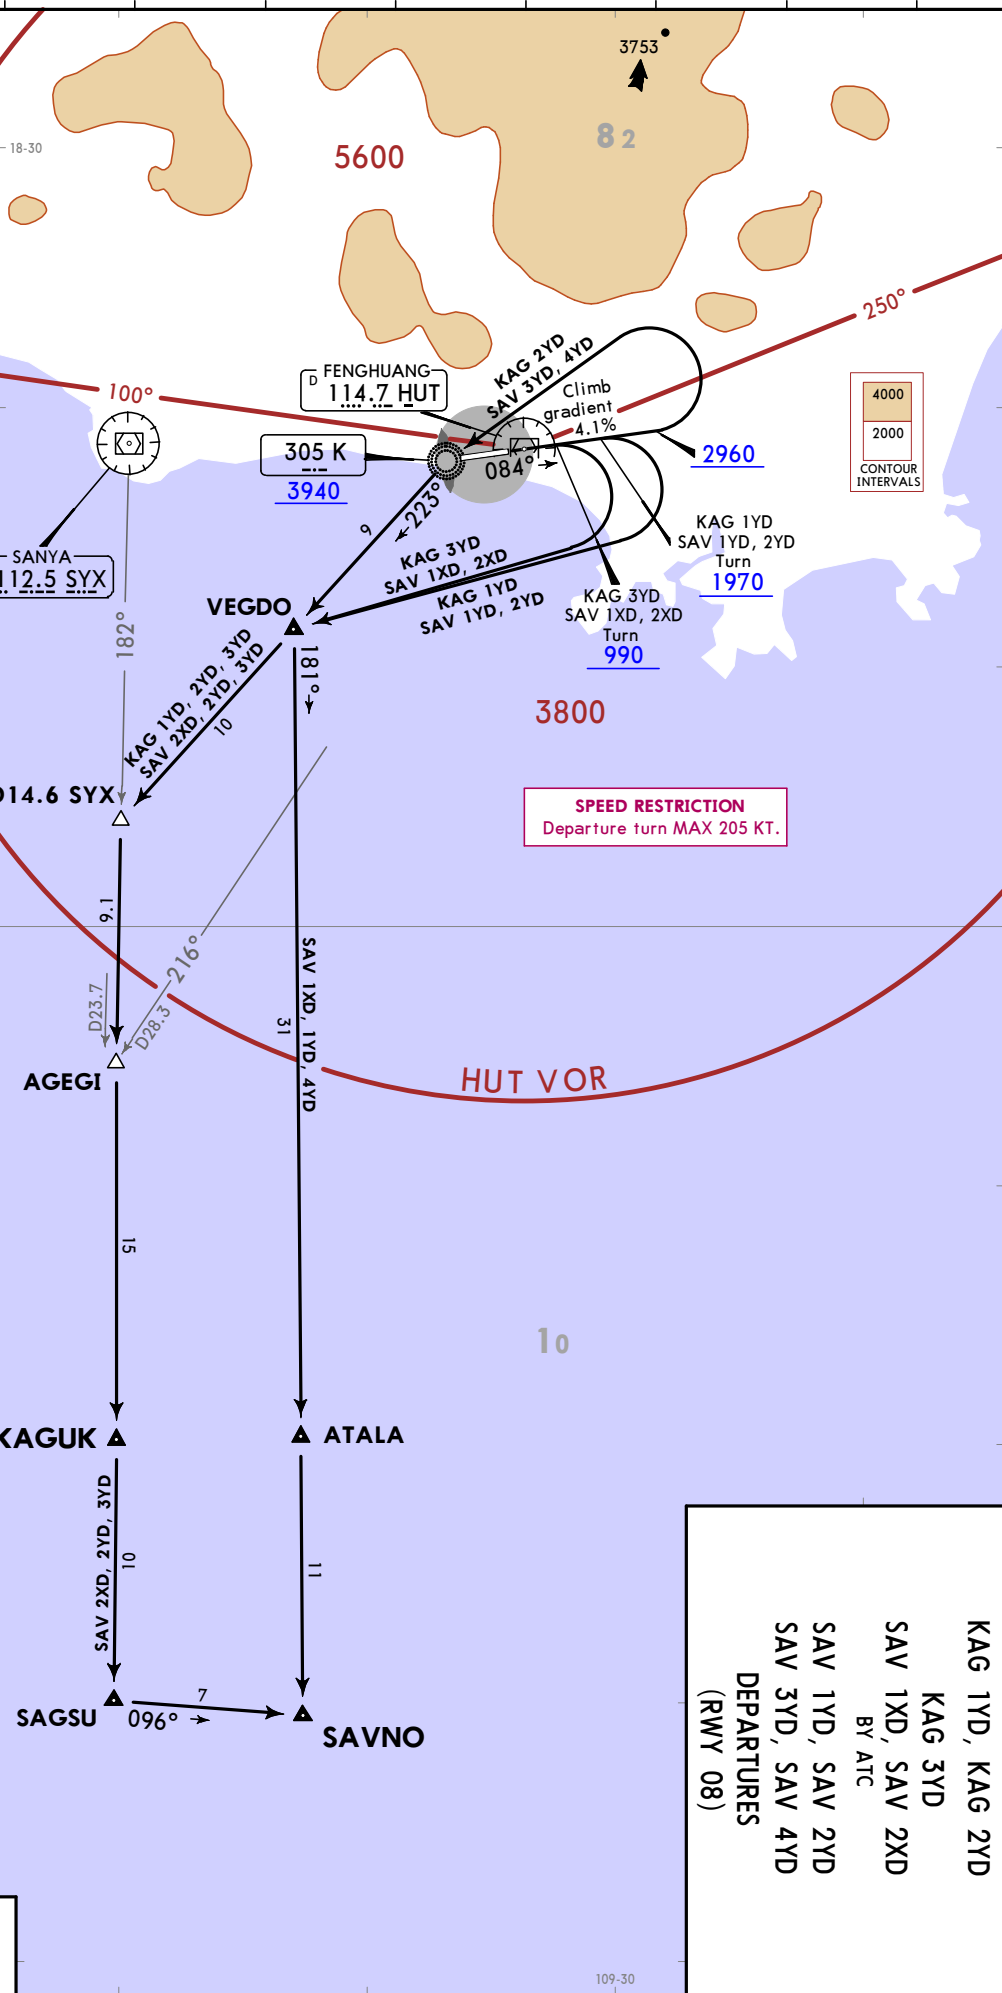 3753
82
18-30
5600
250°
KAG 2YD
SAV 3YD, 4YD
FENGHUANG
D 114.7 HUT
100°
Climb
gradient
4.1%
4000
2000
CONTOUR
INTERVALS
305 K
3940
084°
2960
223°
9
SANYA
112.5 SYX
KAG 1YD
SAV 1YD, 2YD
Turn
1970
KAG 3YD
SAV 1XD, 2XD
KAG 1YD
SAV 1YD, 2YD
KAG 3YD
SAV 1XD, 2XD
Turn
990
VEGDO
182°
181°
KAG 1YD, 2YD, 3YD
SAV 2XD, 2YD, 3YD
10
3800
D14.6 SYX
SPEED RESTRICTION
Departure turn MAX 205 KT.
9.1
216°
D23.7
D28.3
SAV 1XD, 1YD, 4YD
31
AGEGI
HUT VOR
15
10
KAGUK
ATALA
SAV 2XD, 2YD, 3YD
10
11
SAGSU
096°
7
SAVNO
KAG 1YD, KAG 2YD
KAG 3YD
SAV 1XD, SAV 2XD
BY ATC
SAV 1YD, SAV 2YD
SAV 3YD, SAV 4YD
DEPARTURES
(RWY 08)
109-30